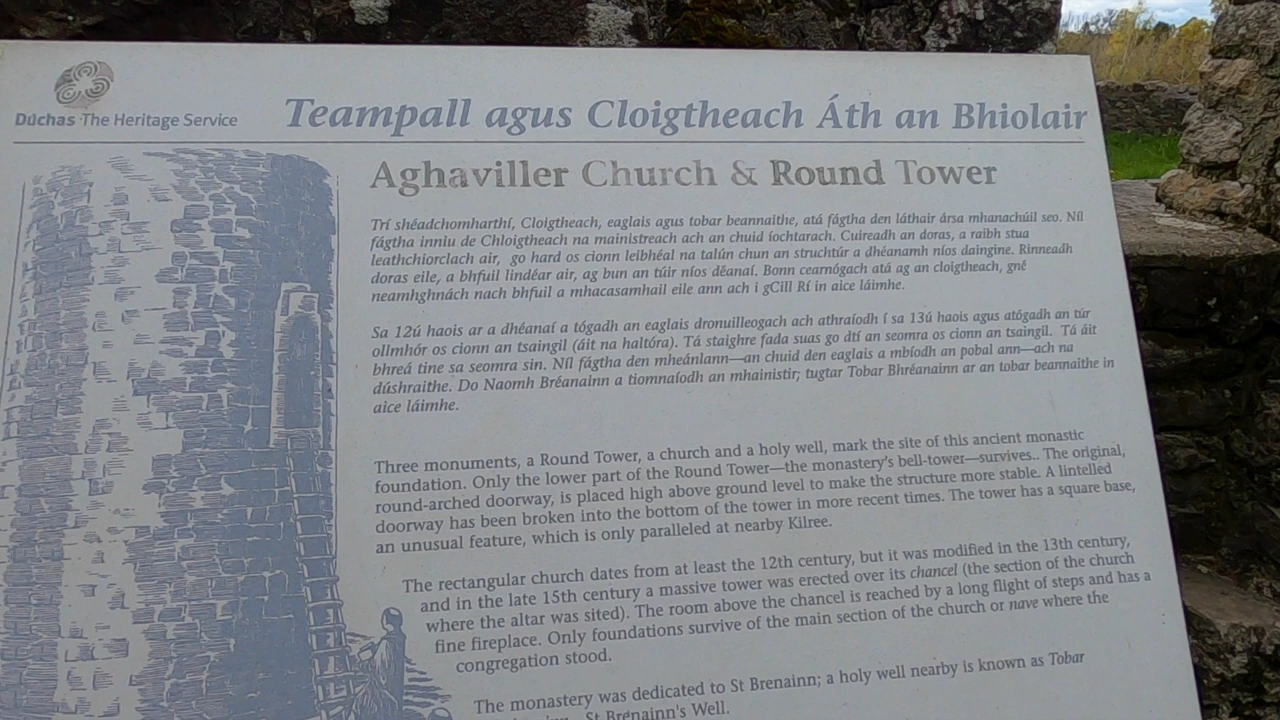 Dúchas The Heritage Service
Teampall agus Cloigtheach Áth an Bhiolair
Aghaviller Church & Round Tower
Trí shéadchomharthí, Cloigtheach, eaglais agus tobar beannaithe, atá fágtha den láthair ársa mhanachúil seo. Níl
fágtha inniu de Chloigtheach na mainistreach ach an chuid íochtarach. Cuireadh an doras, a raibh stua
leathchiorclach air, go hard os cionn leibhéal na talún chun an struchtúr a dhéanamh níos daingine. Rinneadh
doras eile, a bhfuil lindéar air, ag bun an túir níos déanaí. Bonn cearnógach atá ag an cloigtheach, gné
neamhghnách nach bhfuil a mhacasamhail eile ann ach i gCill Rí in aice láimhe.
Sa 12ú haois ar a dhéanaí a tógadh an eaglais dronuilleogach ach athraíodh í sa 13ú haois agus atógadh an túr
ollmhór os cionn an tsaingil (áit na haltóra). Tá staighre fada suas go dtí an seomra os cionn an tsaingil. Tá áit
bhreá tine sa seomra sin. Níl fágtha den mheánlann—an chuid den eaglais a mbíodh an pobal ann—ach na
dúshraithe. Do Naomh Bréanainn a tiomnaíodh an mhainistir; tugtar Tobar Bhréanainn ar an tobar beannaithe in
aice láimhe.
Three monuments, a Round Tower, a church and a holy well, mark the site of this ancient monastic
foundation. Only the lower part of the Round Tower—the monastery's bell-tower—survives.. The original,
round-arched doorway, is placed high above ground level to make the structure more stable. A lintelled
doorway has been broken into the bottom of the tower in more recent times. The tower has a square base,
an unusual feature, which is only paralleled at nearby Kilree.
The rectangular church dates from at least the 12th century, but it was modified in the 13th century,
and in the late 15th century a massive tower was erected over its chancel (the section of the church
where the altar was sited). The room above the chancel is reached by a long flight of steps and has a
fine fireplace. Only foundations survive of the main section of the church or nave where the
congregation stood.
The monastery was dedicated to St Brenainn; a holy well nearby is known as Tobar
St Brénainn's Well.